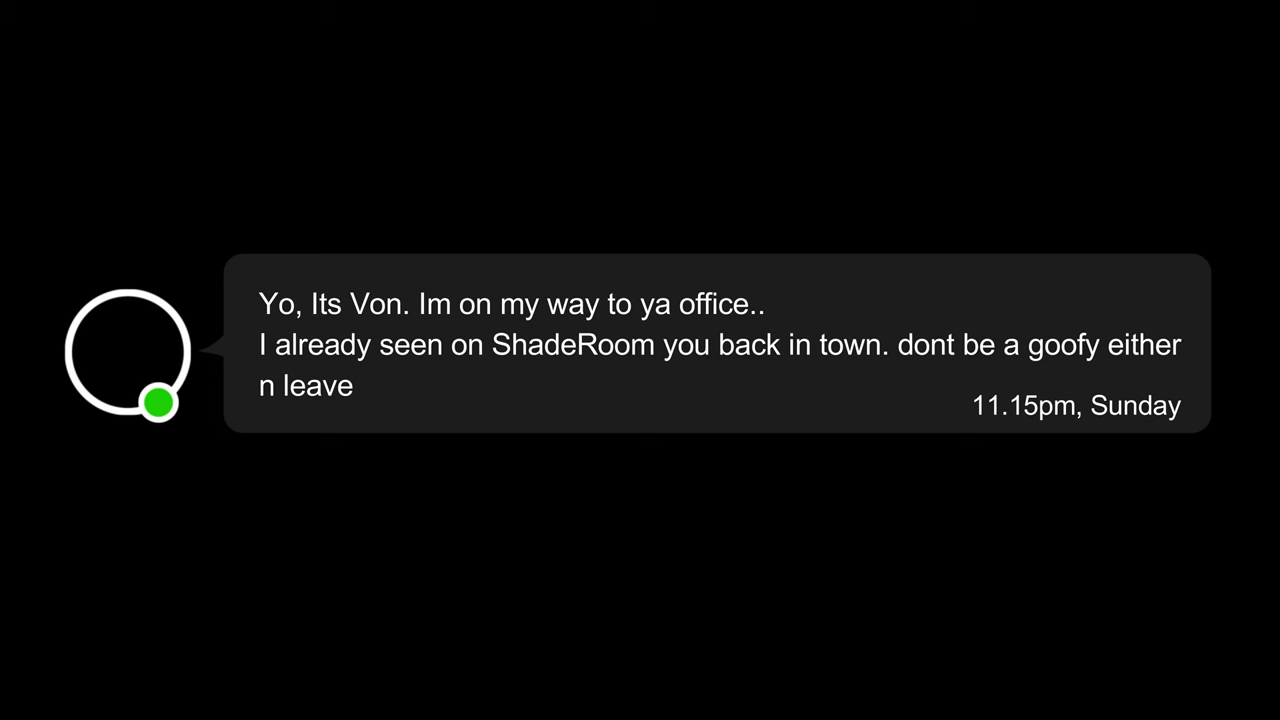 Yo, Its Von. Im on my way to ya office..
I already seen on ShadeRoom you back in town. dont be a goofy either
n leave
11.15pm, Sunday